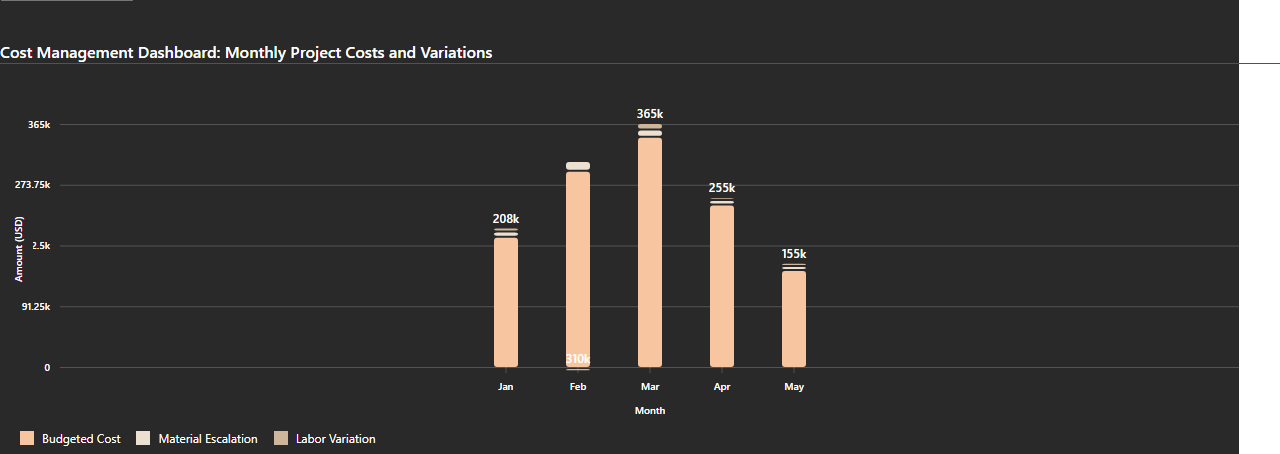 Cost Management Dashboard: Monthly Project Costs and Variations
365k
365k
273.75k
255k
208k
2.5k
155k
Amount (USD)
91.25k
310k
0
Jan Feb Mar Apr May
Month
Budgeted Cost Material Escalation Labor Variation